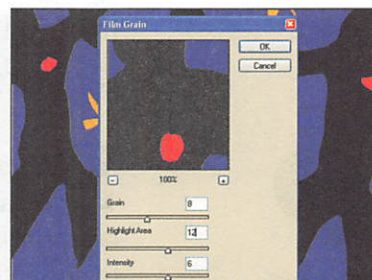 Film Grain
OK
Cancel
100%
Grain 8
Highlight Area 12
Intensity 6